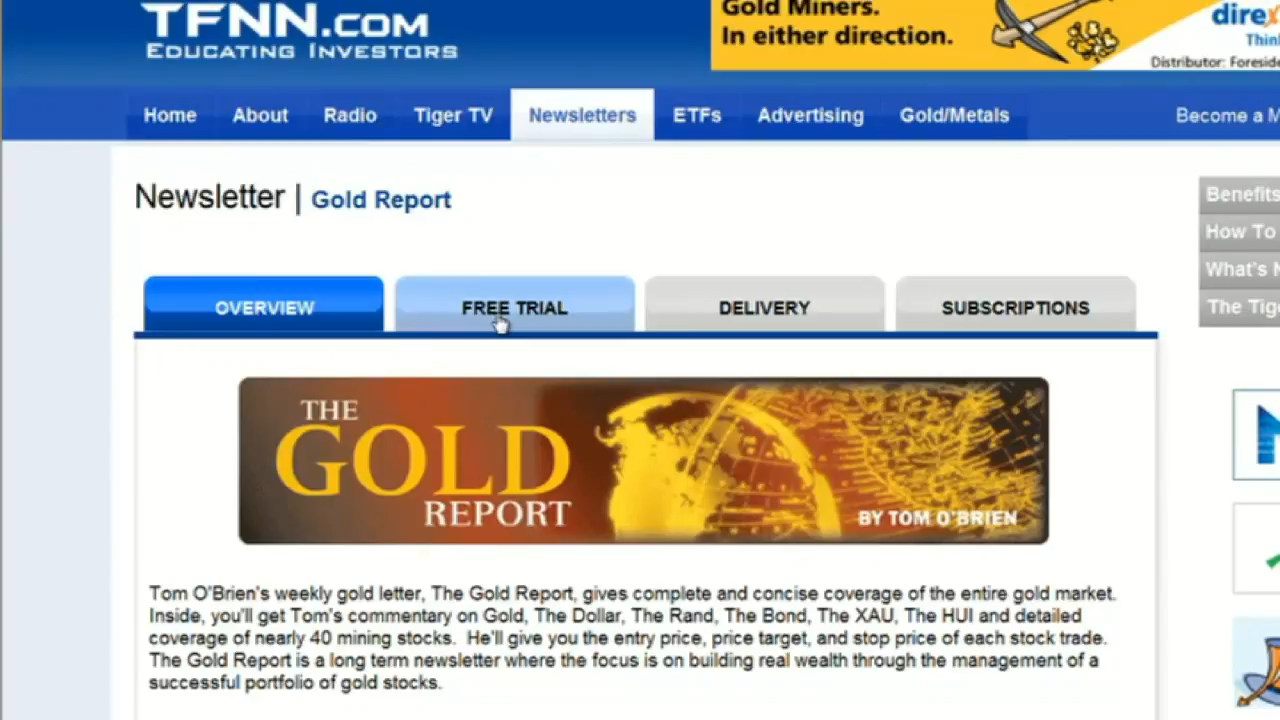 TFNN.COM
EDUCATING INVESTORS
Gold Miners.
In either direction.
Distributor:
Home About Radio Tiger TV Newsletters ETFs Advertising Gold/Metals Become a
Newsletter | Gold Report
Benefits
How To
What's
The
OVERVIEW FREE TRIAL DELIVERY SUBSCRIPTIONS
THE
GOLD
REPORT
BY TOM O'BRIEN
Tom O'Brien's weekly gold letter, The Gold Report, gives complete and concise coverage of the entire gold market.
Inside, you'll get Tom's commentary on Gold, The Dollar, The Rand, The Bond, The XAU, The HUI and detailed
coverage of nearly 40 mining stocks. He'll give you the entry price, price target, and stop price of each stock trade.
The Gold Report is a long term newsletter where the focus is on building real wealth through the management of a
successful portfolio of gold stocks.